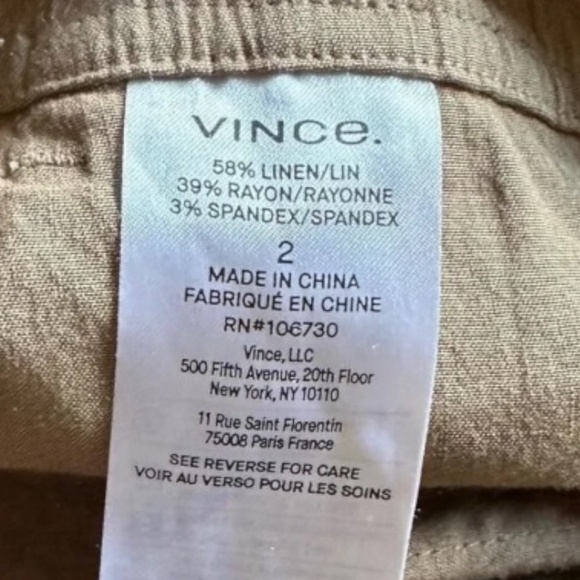 VINCe.
58% LINEN/LIN
39% RAYON/RAYONNE
3% SPANDEX/SPANDEX
2
MADE IN CHINA
FABRIQUÉ EN CHINE
RN#106730
Vince, LLC
500 Fifth Avenue, 20th Floor
New York, NY 10110
11 Rue Saint Florentin
75008 Paris France
SEE REVERSE FOR CARE
VOIR AU VERSO POUR LES SOINS